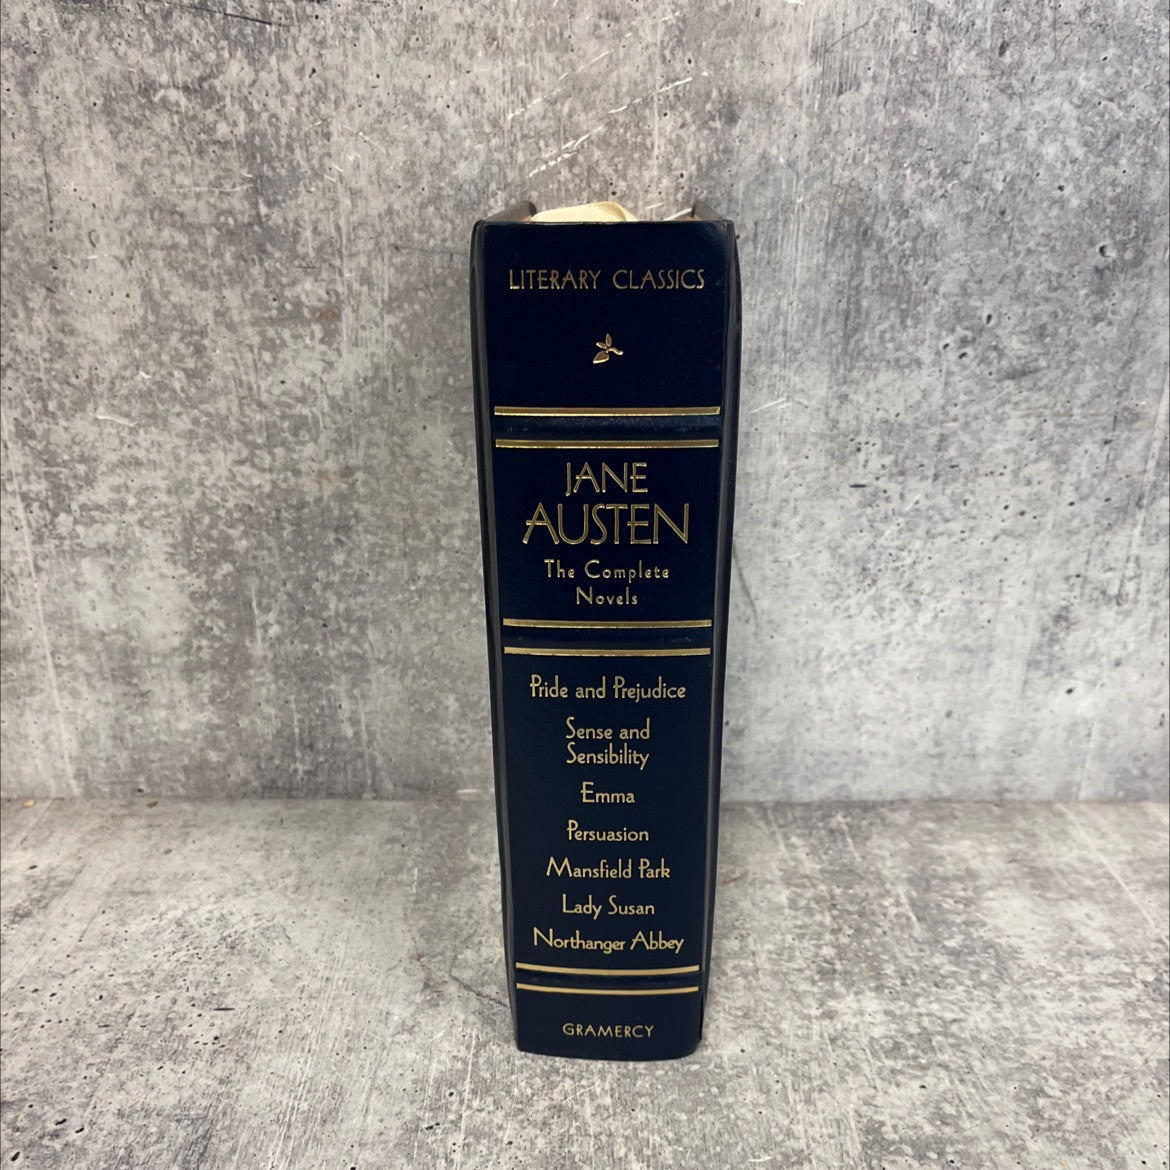 LITERARY CLASSICS
JANE
AUSTEN
The Complete
Novels
Pride and Prejudice
Sense and
Sensibility
Emma
Persuasion
Mansfield Park
Lady Susan
Northanger Abbey
GRAMERCY